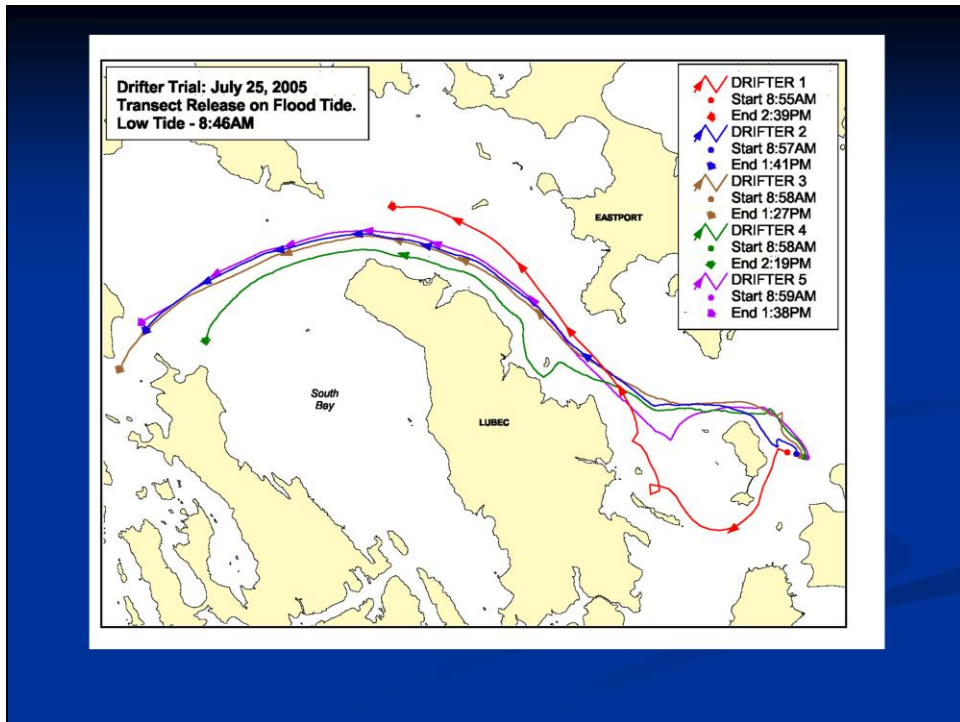 Drifter Trial: July 25, 2005
Transect Release on Flood Tide.
Low Tide - 8:46AM
DRIFTER 1
Start 8:55AM
End 2:39PM
DRIFTER 2
Start 8:57AM
End 1:41PM
DRIFTER 3
Start 8:58AM
End 1:27PM
DRIFTER 4
Start 8:58AM
End 2:19PM
DRIFTER 5
Start 8:59AM
End 1:38PM
EASTPORT
South
Bay
LUBEC